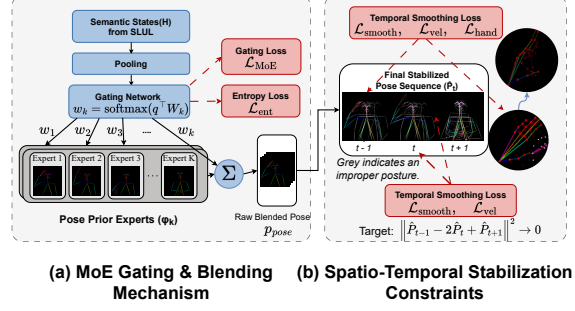 Semantic States(H)
from SLUL
Pooling
Gating Network
w_k = softmax(q^⊤W_k)
Gating Loss
ℒ_MoE
Entropy Loss
ℒ_ent
w_1 w_2 w_3 .... w_k
Expert 1 Expert 2 Expert 3 ... Expert K
Σ
Pose Prior Experts (φ_k)
Raw Blended Pose
p_pose
(a) MoE Gating & Blending
Mechanism
Temporal Smoothing Loss
ℒ_smooth, ℒ_vel, ℒ_hand
Final Stabilized
Pose Sequence (P̂_t)
t - 1 t t + 1
Grey indicates an
improper posture.
Temporal Smoothing Loss
ℒ_smooth, ℒ_vel
Target: ‖P̂_{t−1} − 2P̂_t + P̂_{t+1}‖² → 0
(b) Spatio-Temporal Stabilization
Constraints